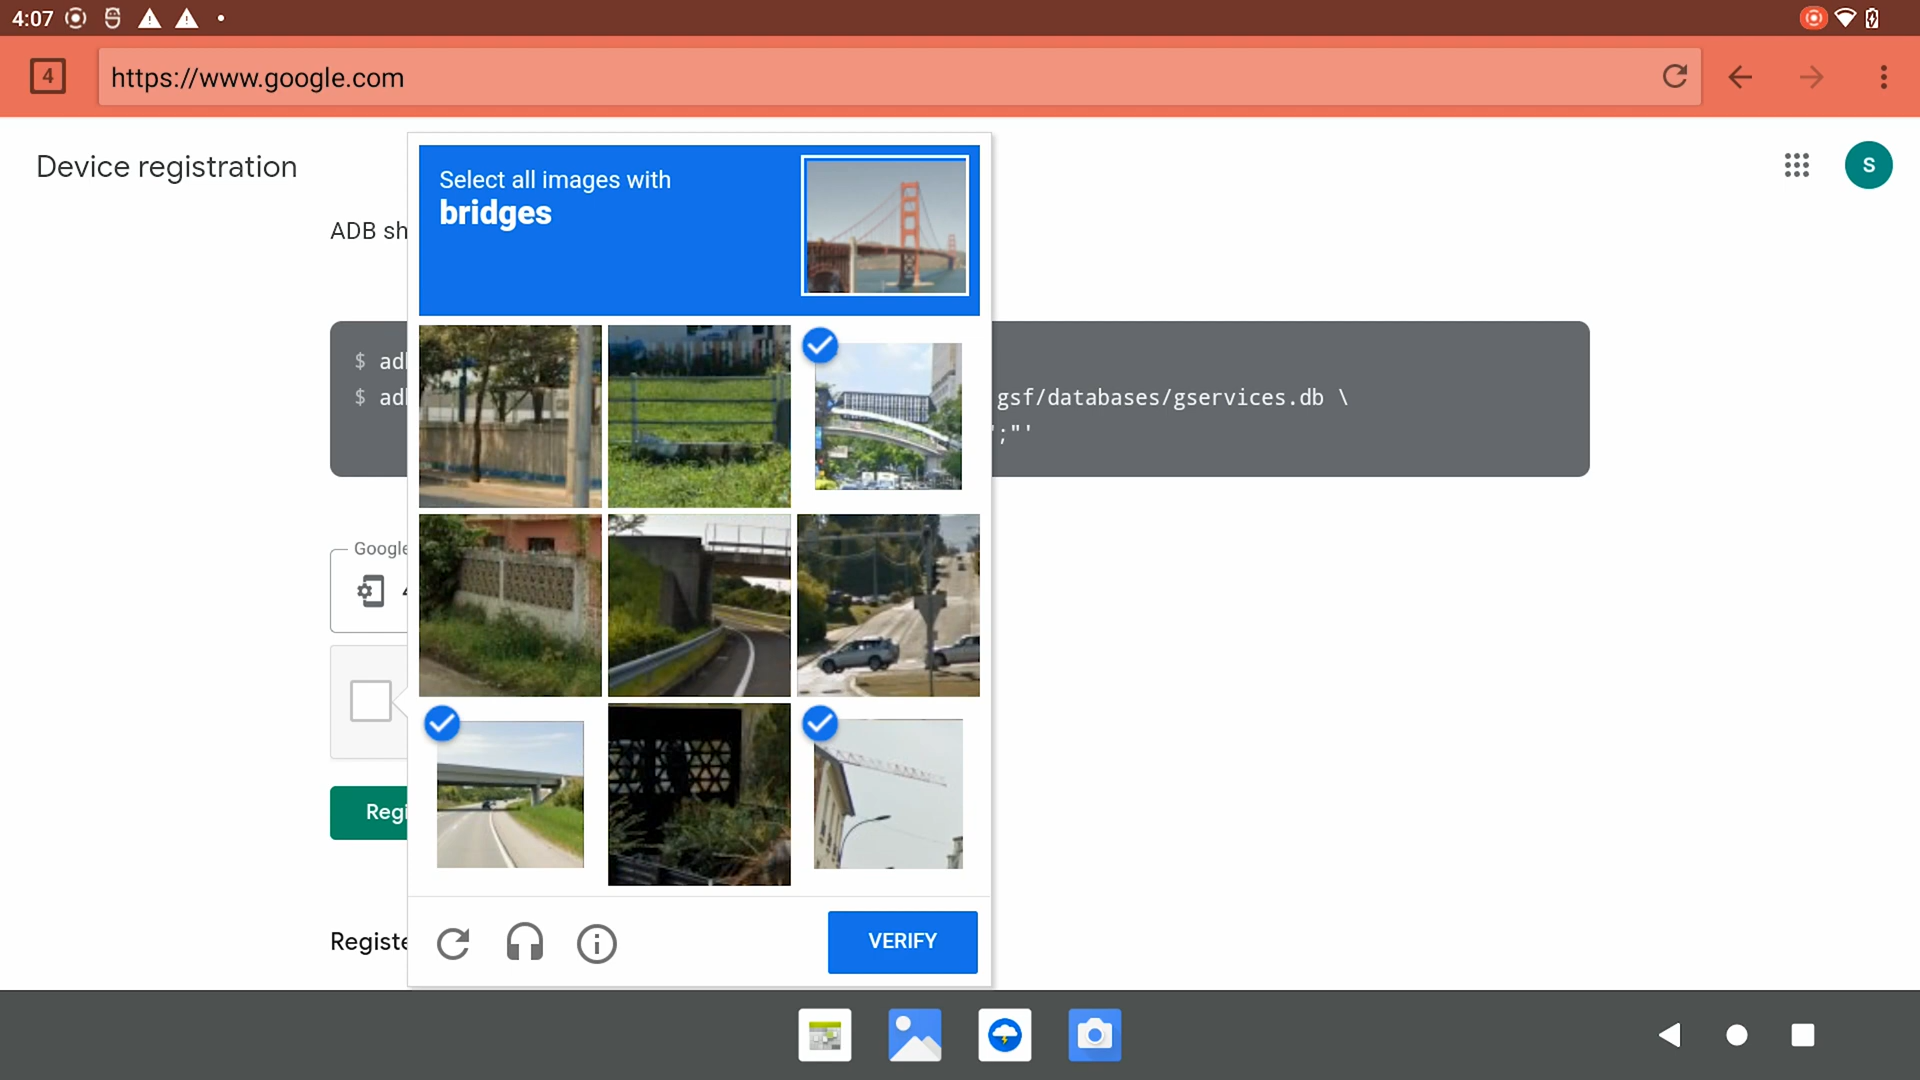 4:07
4
https://www.google.com
Device registration
S
Select all images with
bridges
ADB sh
$ ad
$ ad
gsf/databases/gservices.db \
;"'
Google
Regi
Registe
VERIFY